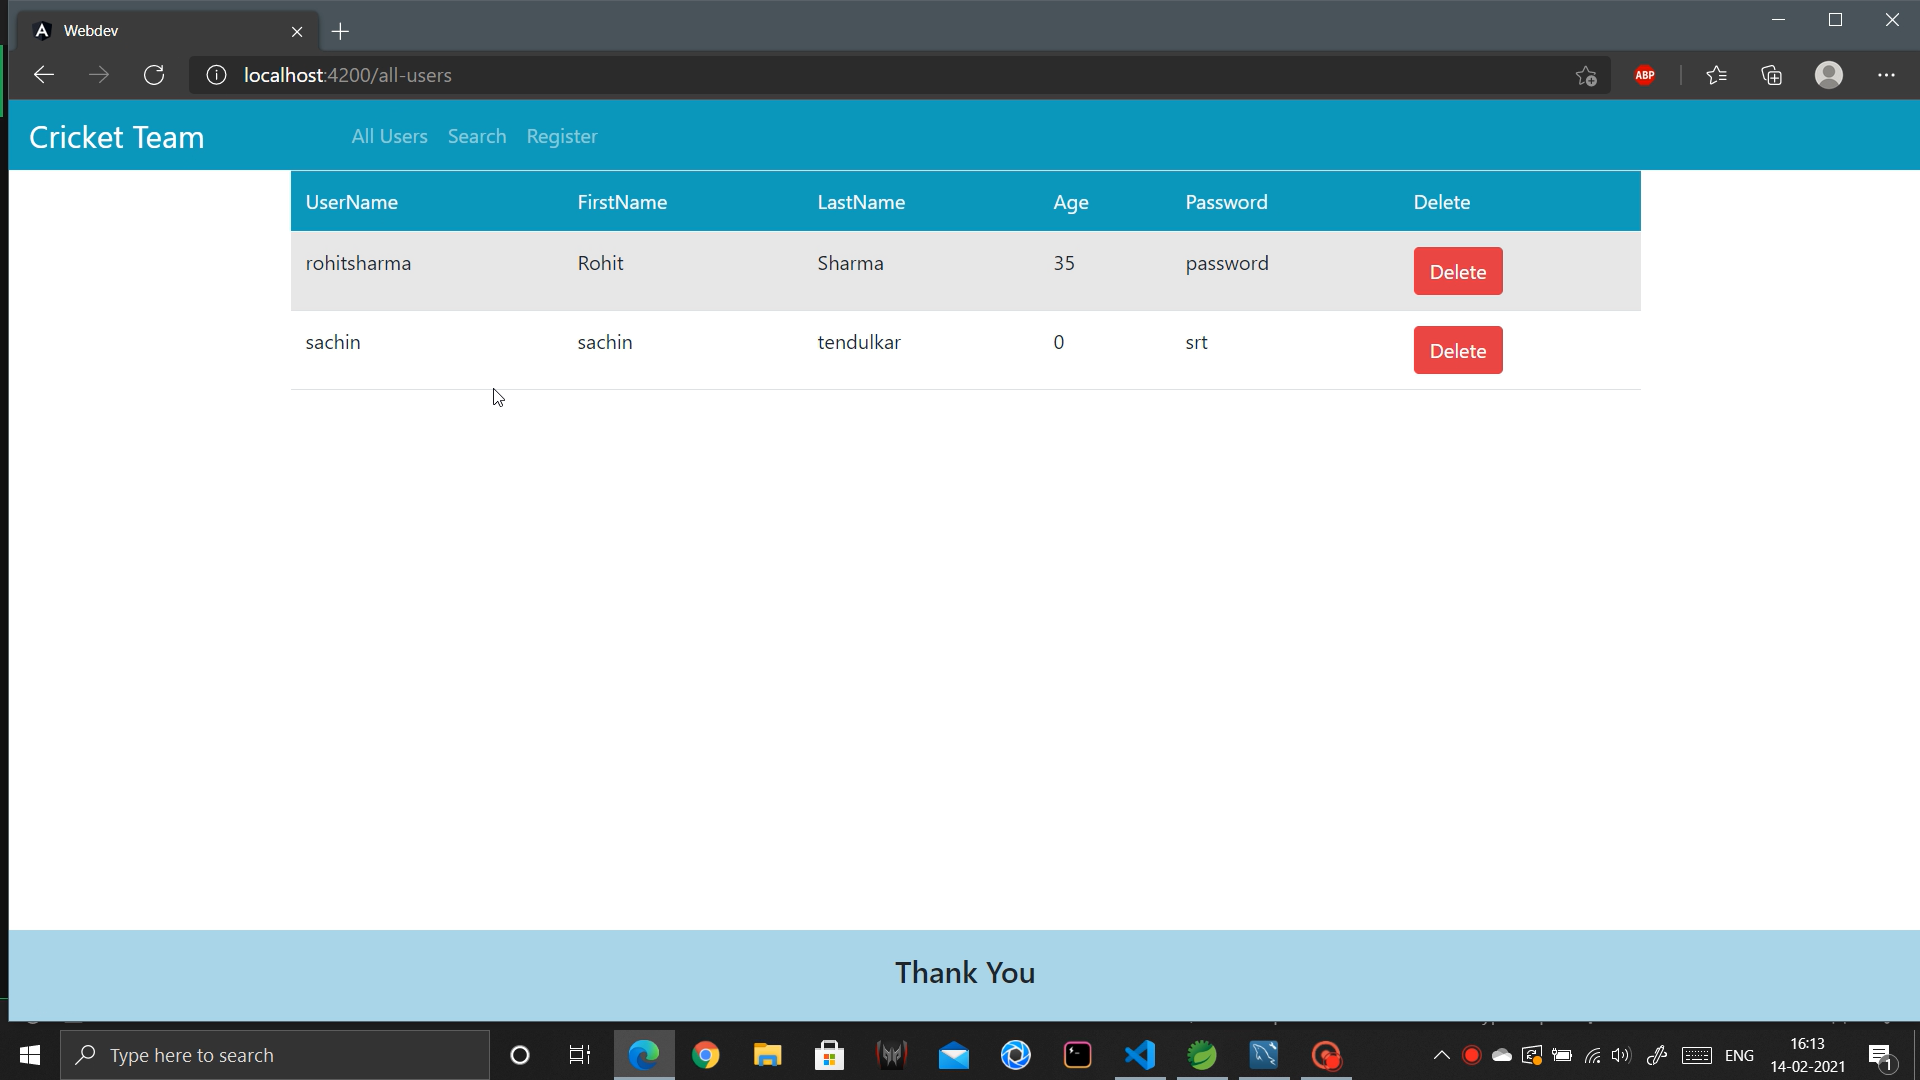 Webdev
localhost:4200/all-users
ABP
Cricket Team All Users Search Register
UserName FirstName LastName Age Password Delete
rohitsharma Rohit Sharma 35 password Delete
sachin sachin tendulkar 0 srt Delete
Thank You
Type here to search
ENG
16:13
14-02-2021
1